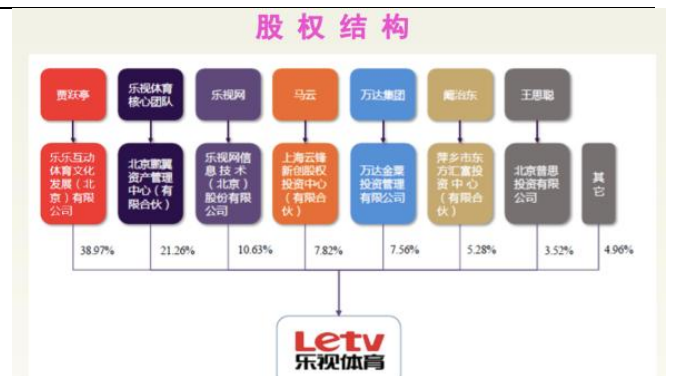 股权结构
贾跃亭
乐视体育
核心团队
乐视网
马云
万达集团
阚治东
王思聪
乐乐互动
体育文化
发展（北
京）有限
公司
北京鹏翼
资产管理
中心（有
限合伙）
乐视网信
息技术
（北京）
股份有限
公司
上海云锋
新创股权
投资中心
（有限合
伙）
万达金粟
投资管理
有限公司
萍乡市东
方汇富投
资中心
（有限合
伙）
北京普思
投资有限
公司
其
它
38.97%
21.26%
10.63%
7.82%
7.56%
5.28%
3.52%
4.96%
Letv
乐视体育